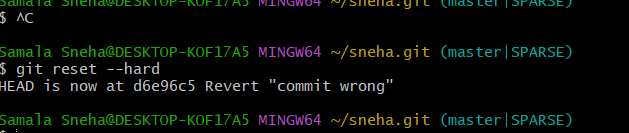 Samala Sneha@DESKTOP-KOF17A5 MINGW64 ~/sneha.git (master|SPARSE)
$ ^C
Samala Sneha@DESKTOP-KOF17A5 MINGW64 ~/sneha.git (master|SPARSE)
$ git reset --hard
HEAD is now at d6e96c5 Revert "commit wrong"
Samala Sneha@DESKTOP-KOF17A5 MINGW64 ~/sneha.git (master|SPARSE)
$